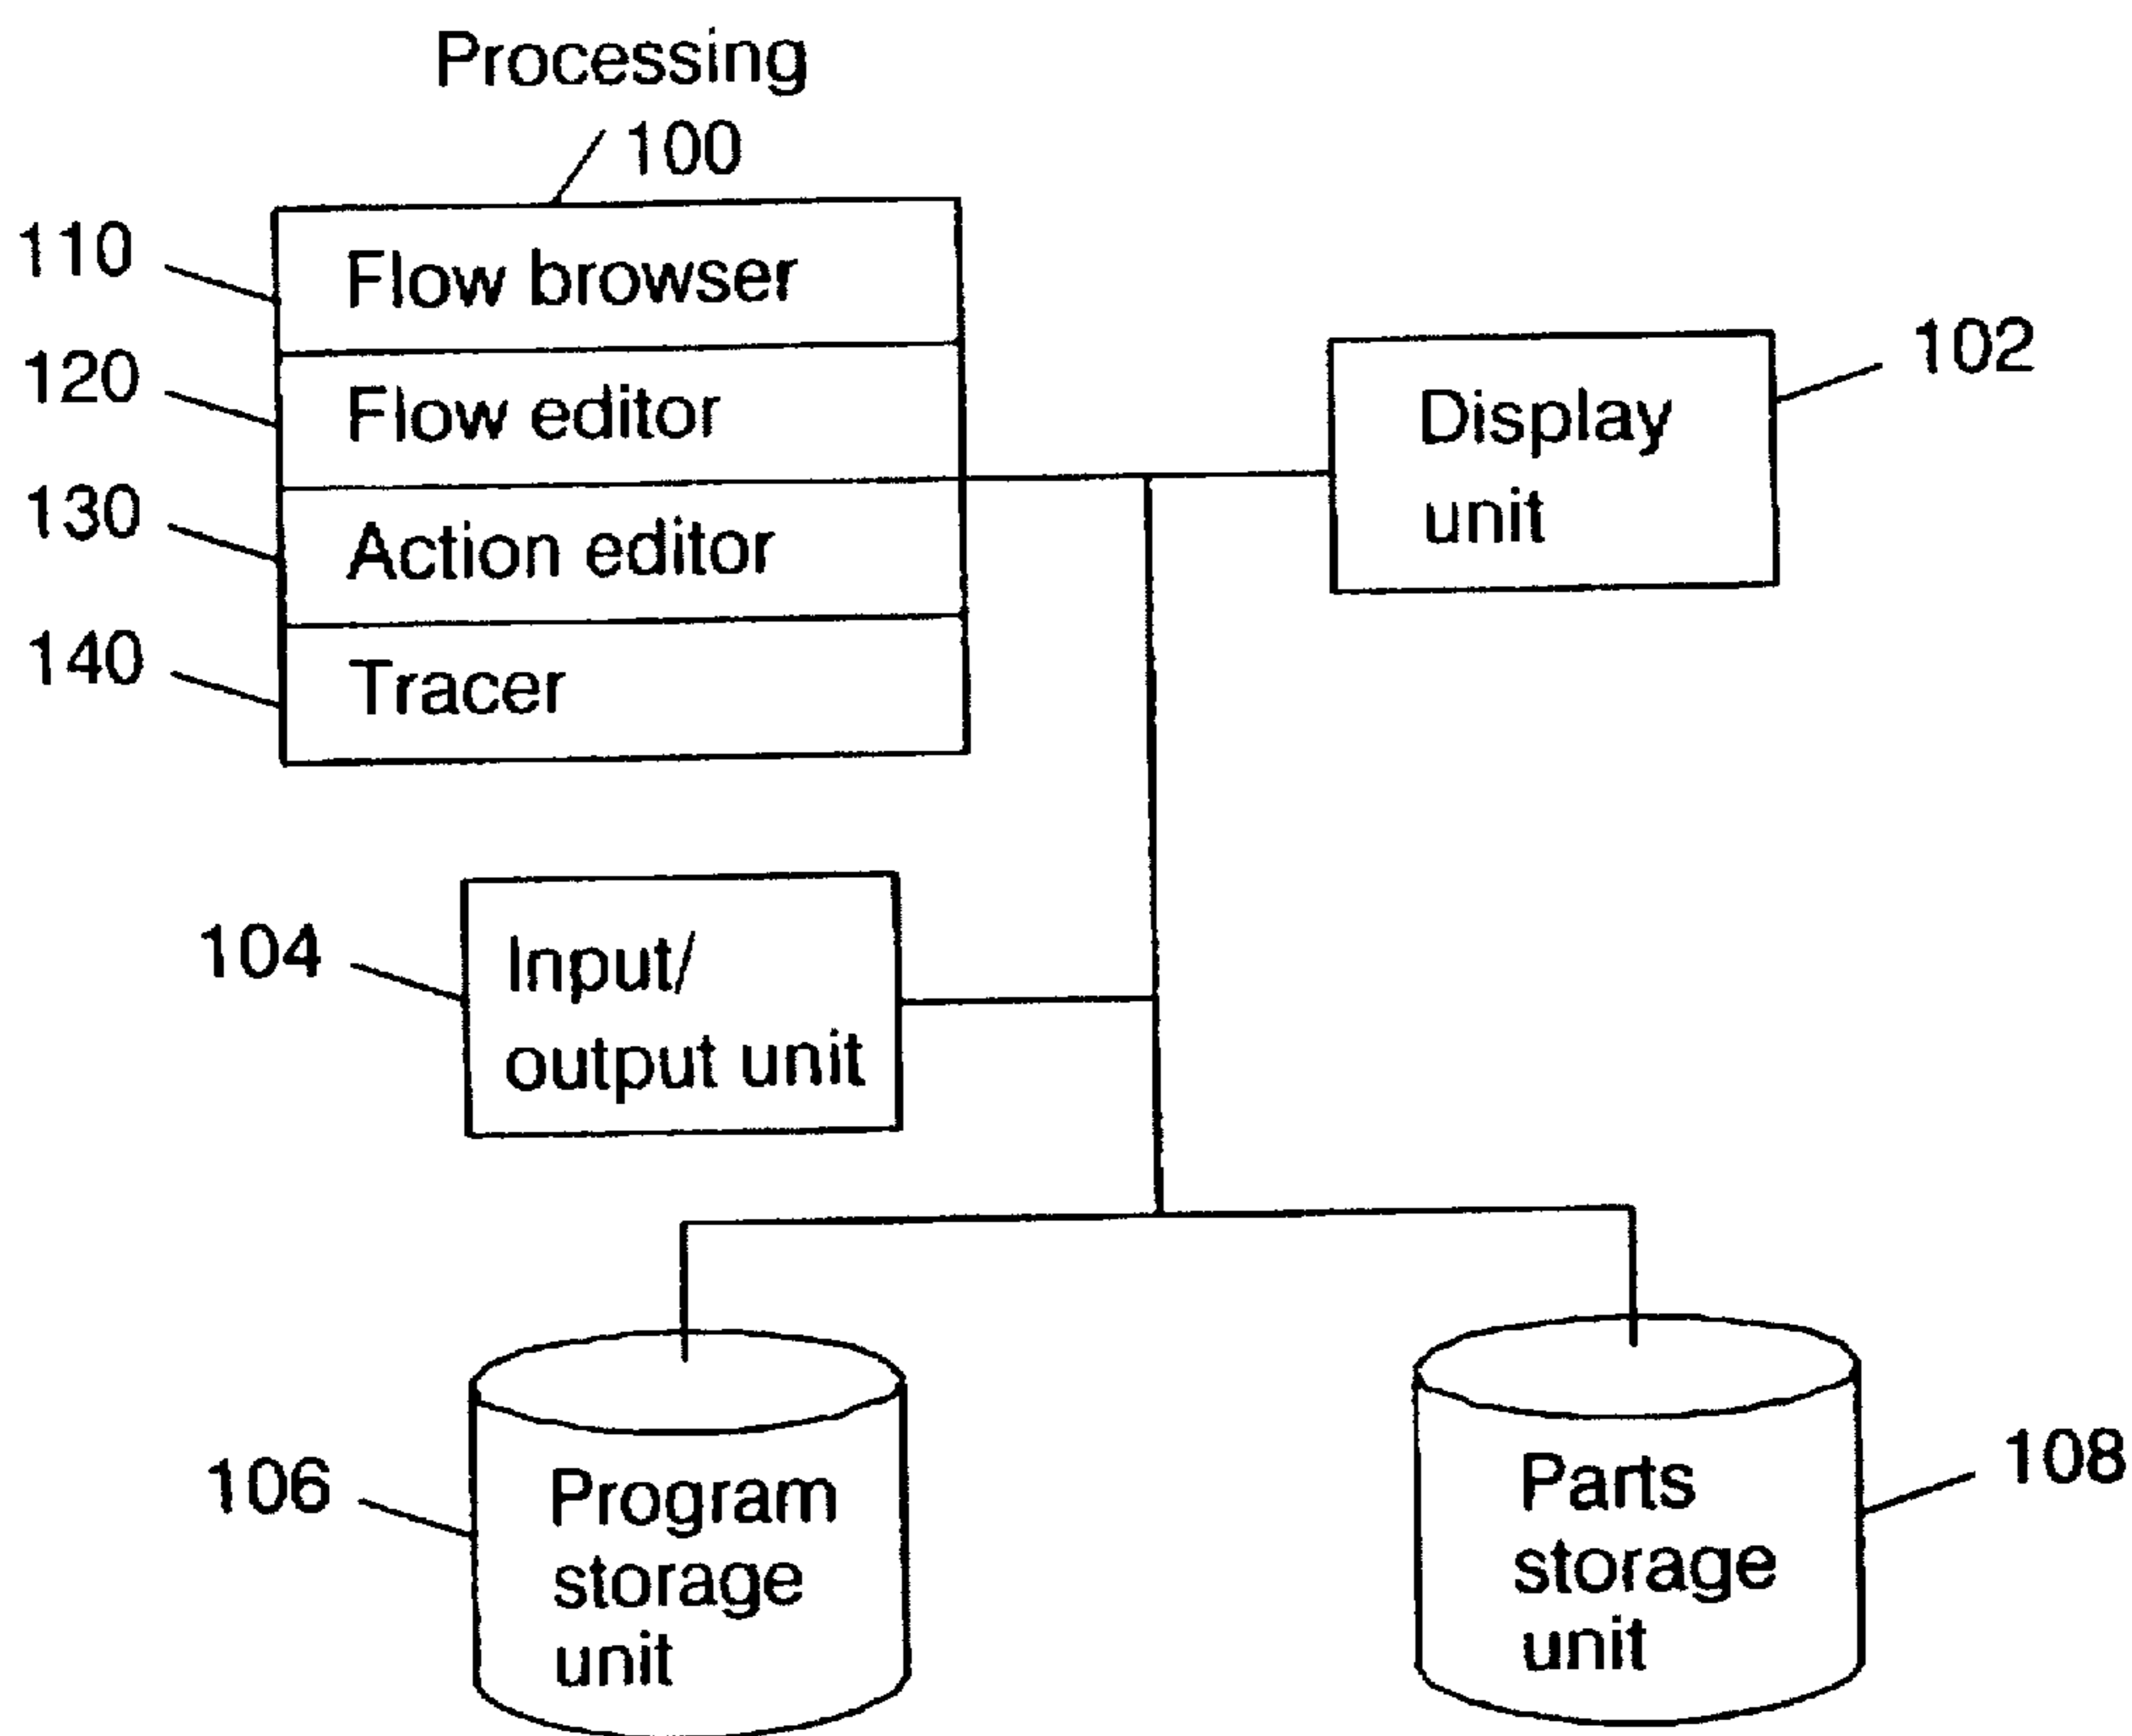 Processing
100
110
Flow browser
120
Flow editor
130
Action editor
140
Tracer
102
Display
unit
104
Input/
output unit
106
Program
storage
unit
108
Parts
storage
unit